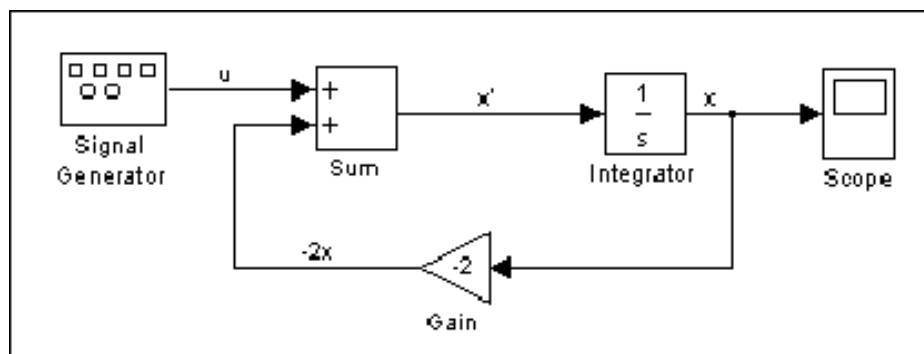 u
+
+
x'
1
s
x
Signal
Generator
Sum
Integrator
Scope
-2x
-2
Gain